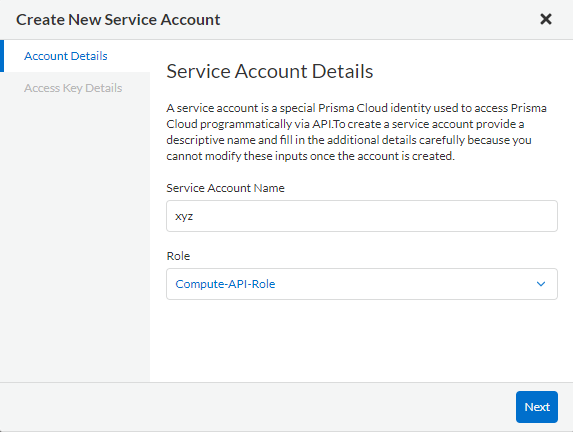 Create New Service Account
Account Details
Access Key Details
Service Account Details
A service account is a special Prisma Cloud identity used to access Prisma
Cloud programmatically via API.To create a service account provide a
descriptive name and fill in the additional details carefully because you
cannot modify these inputs once the account is created.
Service Account Name
xyz
Role
Compute-API-Role
Next